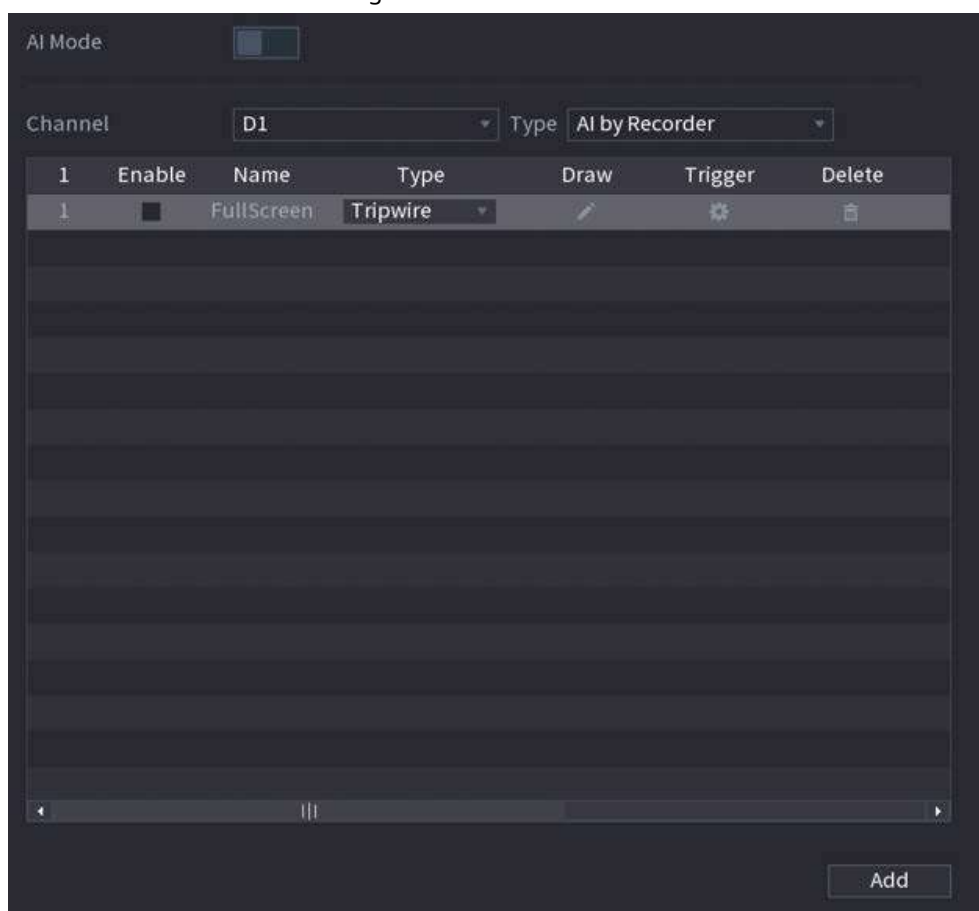 AI Mode
Channel D1 Type AI by Recorder
1 Enable Name Type Draw Trigger Delete
1 FullScreen Tripwire
Add